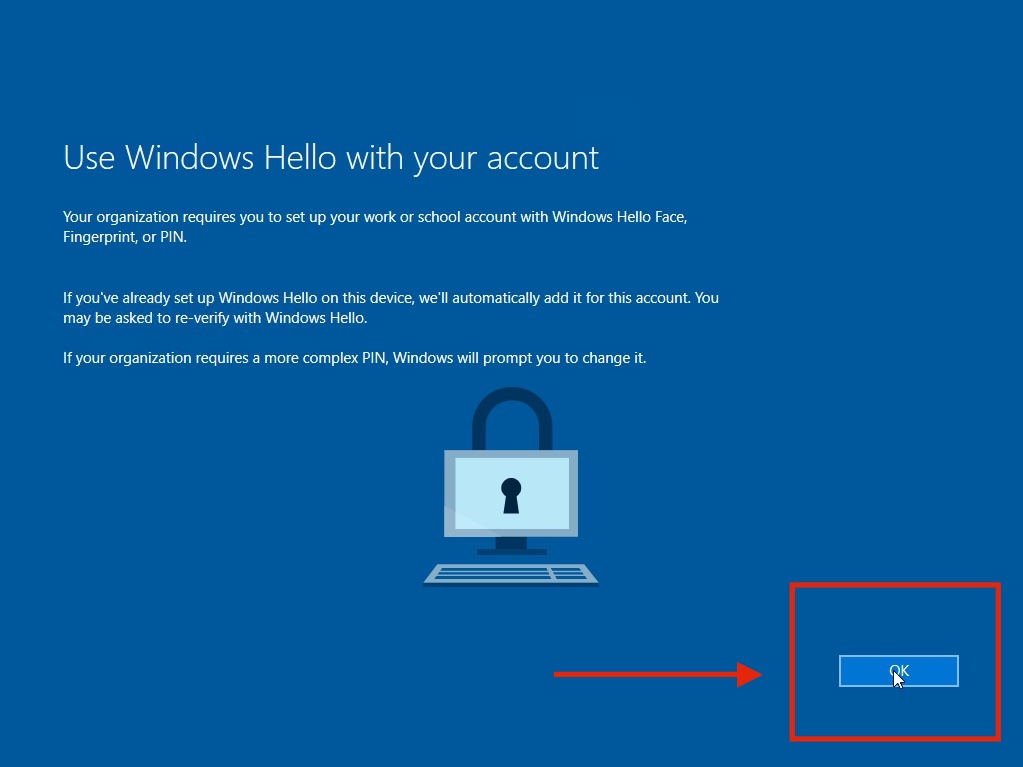 Use Windows Hello with your account
Your organization requires you to set up your work or school account with Windows Hello Face,
Fingerprint, or PIN.
If you've already set up Windows Hello on this device, we'll automatically add it for this account. You
may be asked to re-verify with Windows Hello.
If your organization requires a more complex PIN, Windows will prompt you to change it.
OK